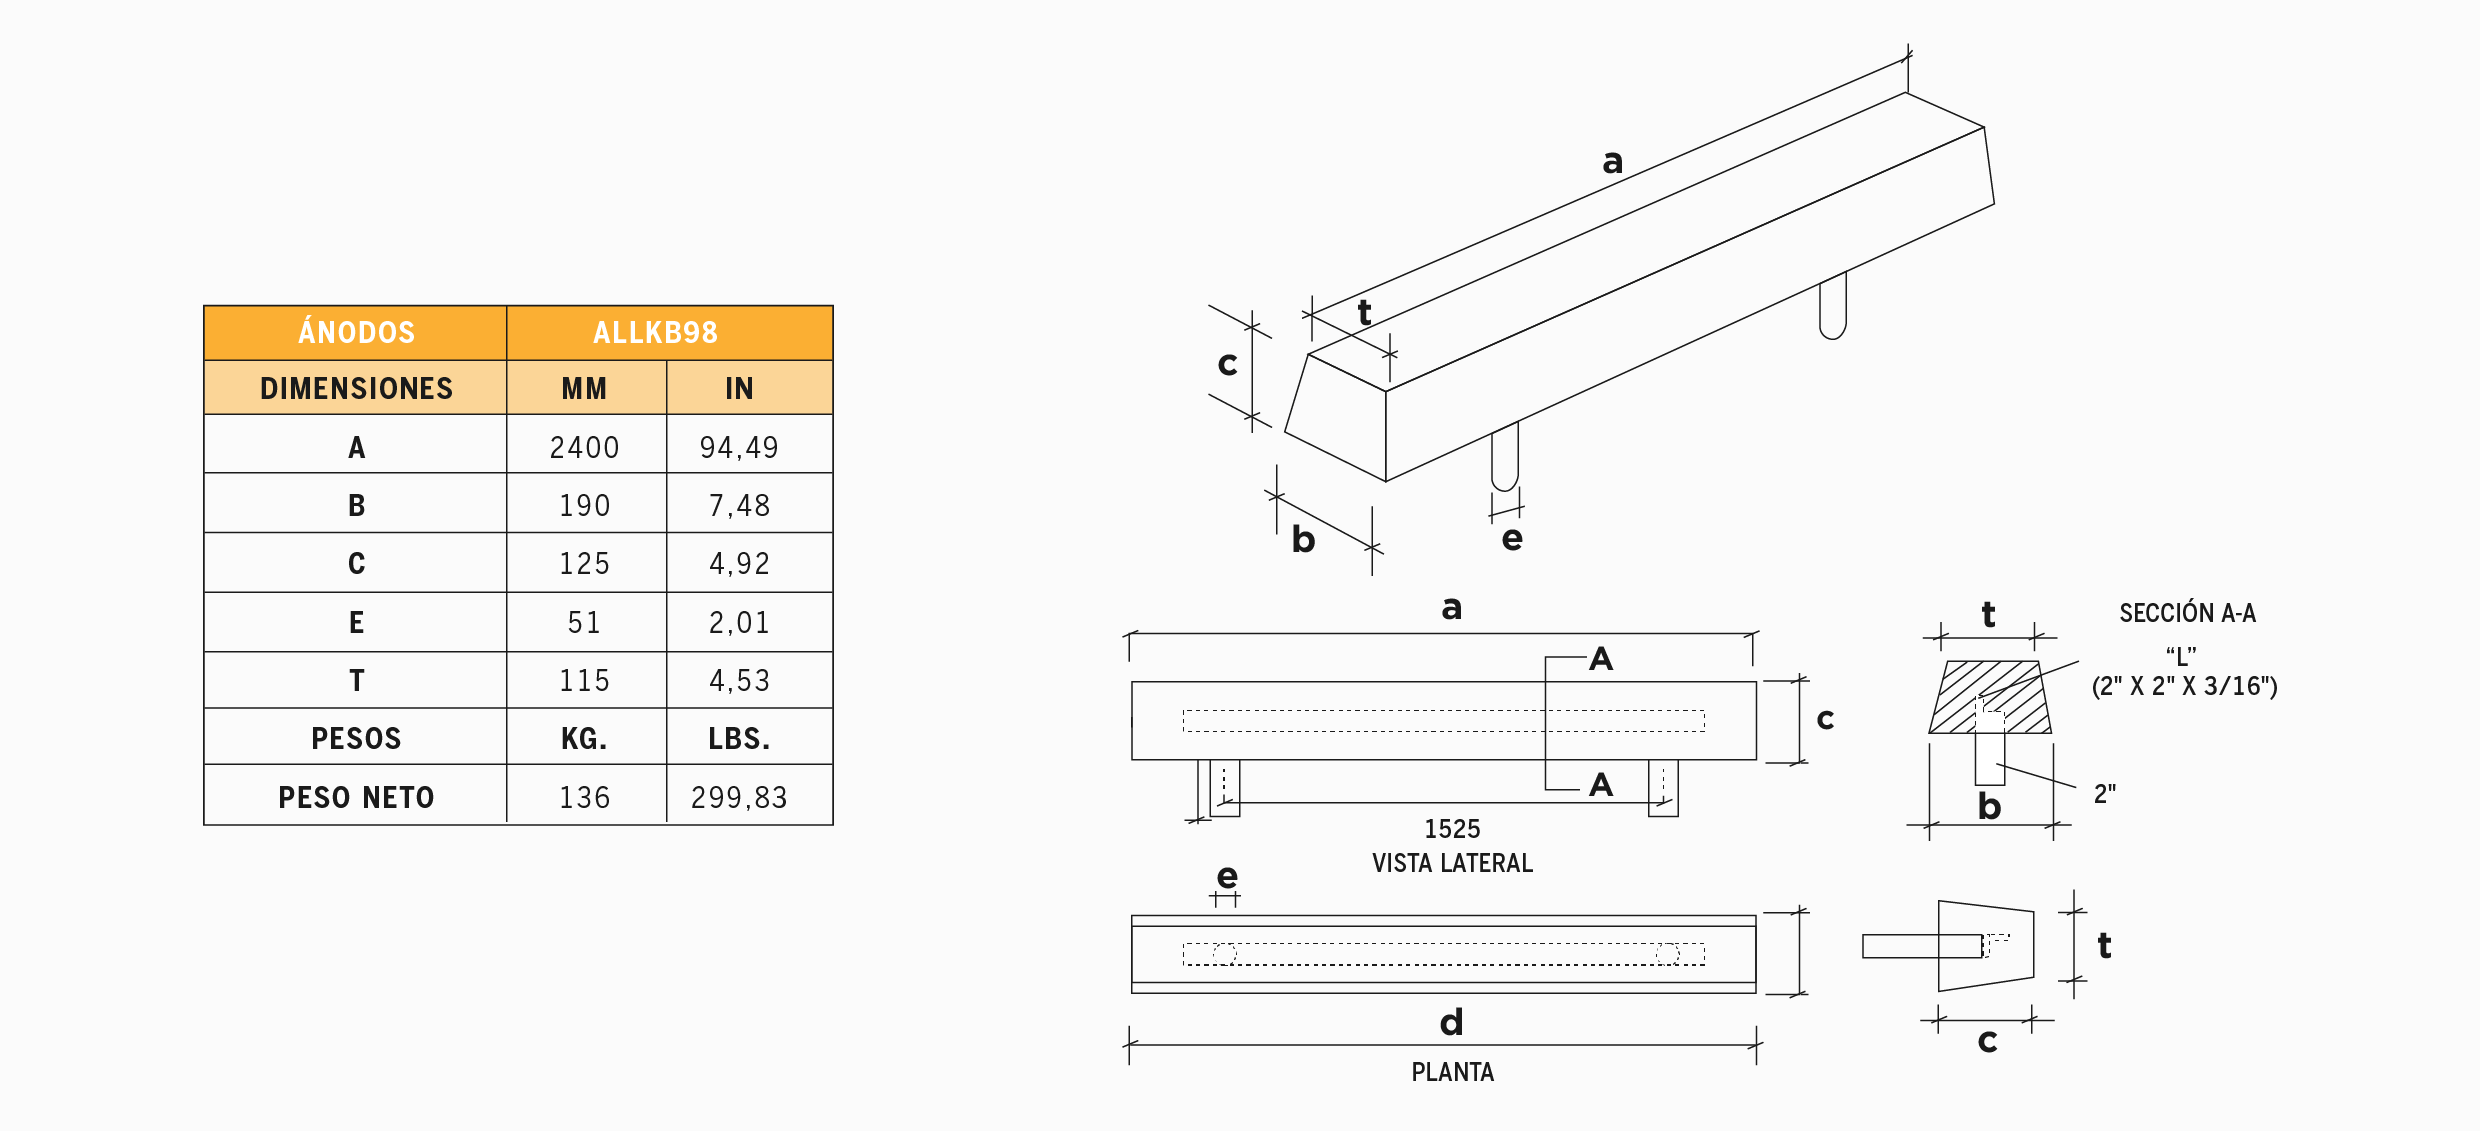 ÁNODOS ALLKB98
DIMENSIONES MM IN
A 2400 94,49
B 190 7,48
C 125 4,92
E 51 2,01
T 115 4,53
PESOS KG. LBS.
PESO NETO 136 299,83
a
t
c
b
e
a
A
c
A
1525
VISTA LATERAL
t
SECCIÓN A-A
“L”
(2" X 2" X 3/16")
2"
b
e
d
PLANTA
t
c